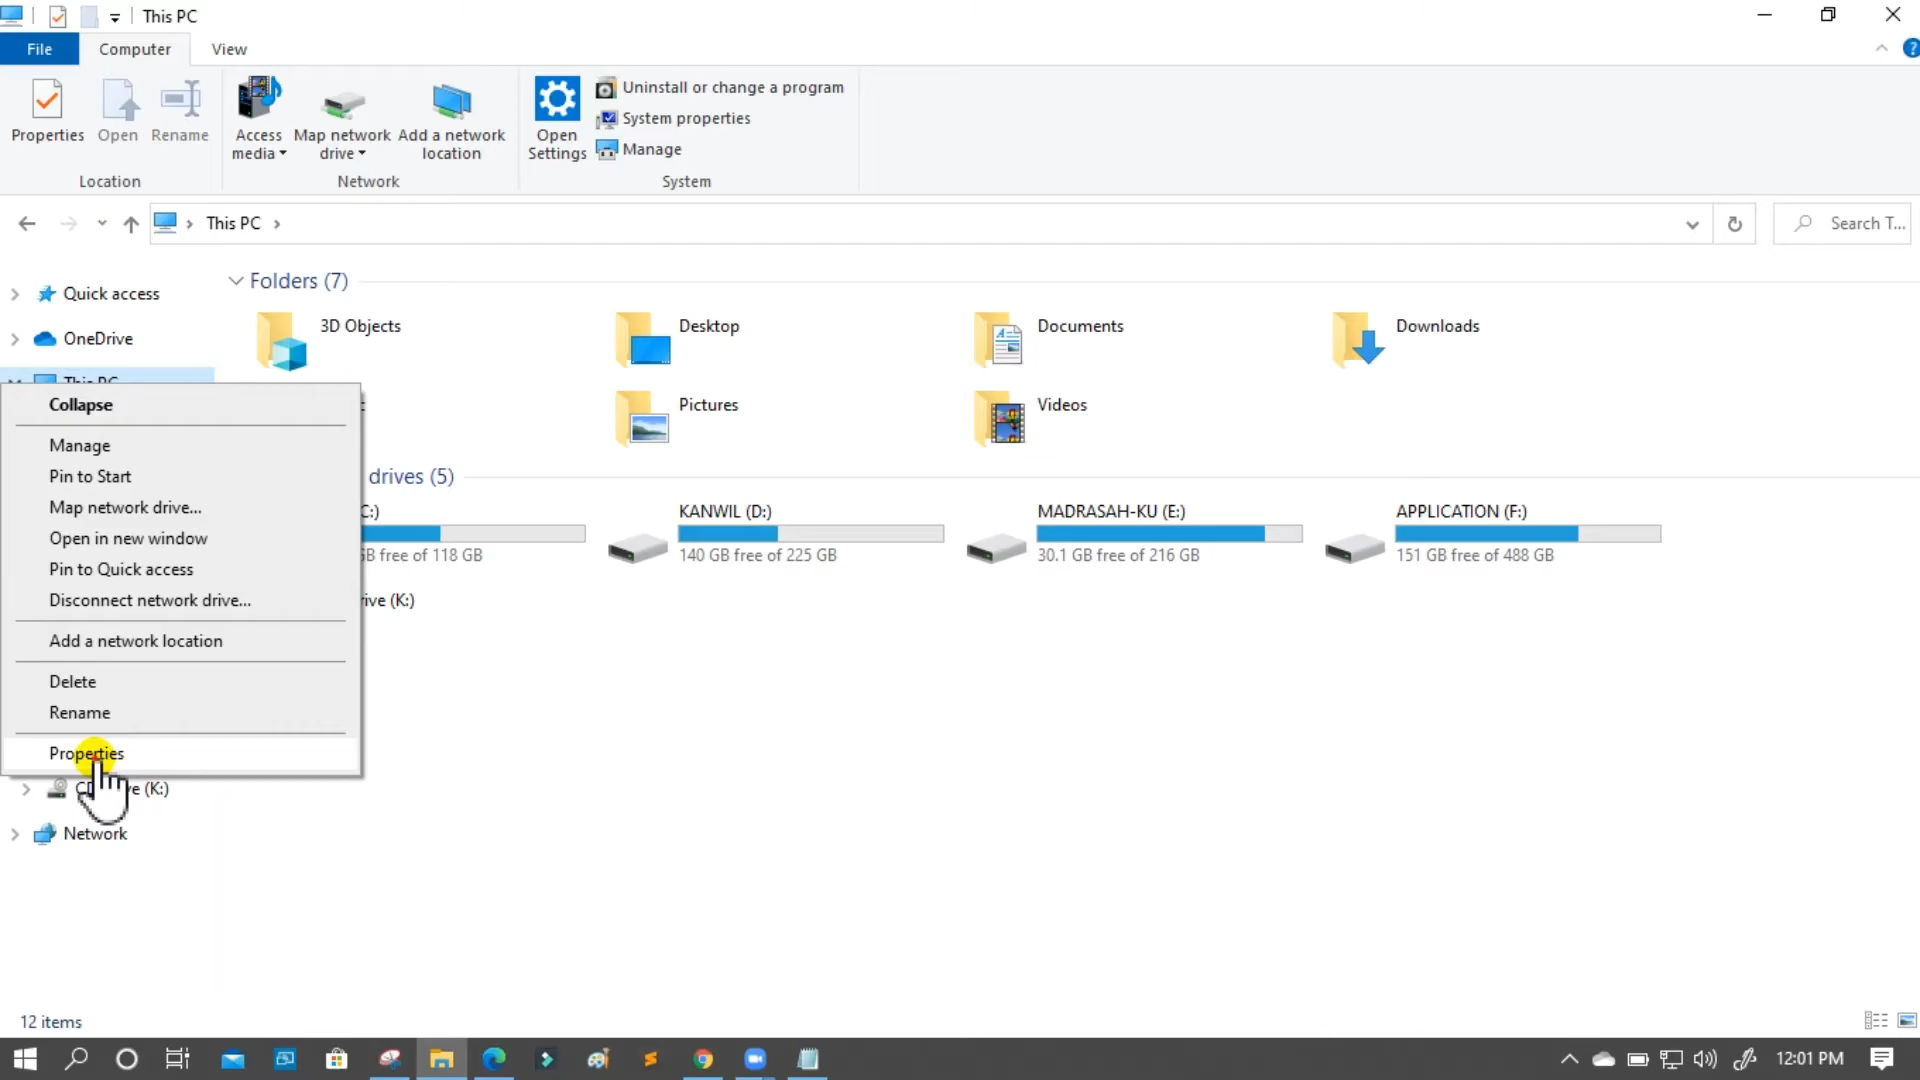 This PC
File
Computer
View
Properties
Open
Rename
Access
media
Map network
drive
Add a network
location
Open
Settings
Uninstall or change a program
System properties
Manage
Location
Network
System
This PC
Search T...
Quick access
OneDrive
This PC
Folders (7)
3D Objects
Desktop
Documents
Downloads
Pictures
Videos
Collapse
Manage
Pin to Start
Map network drive...
Open in new window
Pin to Quick access
Disconnect network drive...
Add a network location
Delete
Rename
Properties
drives (5)
C:)
GB free of 118 GB
KANWIL (D:)
140 GB free of 225 GB
MADRASAH-KU (E:)
30.1 GB free of 216 GB
APPLICATION (F:)
151 GB free of 488 GB
(K:)
(K:)
Network
12 items
12:01 PM